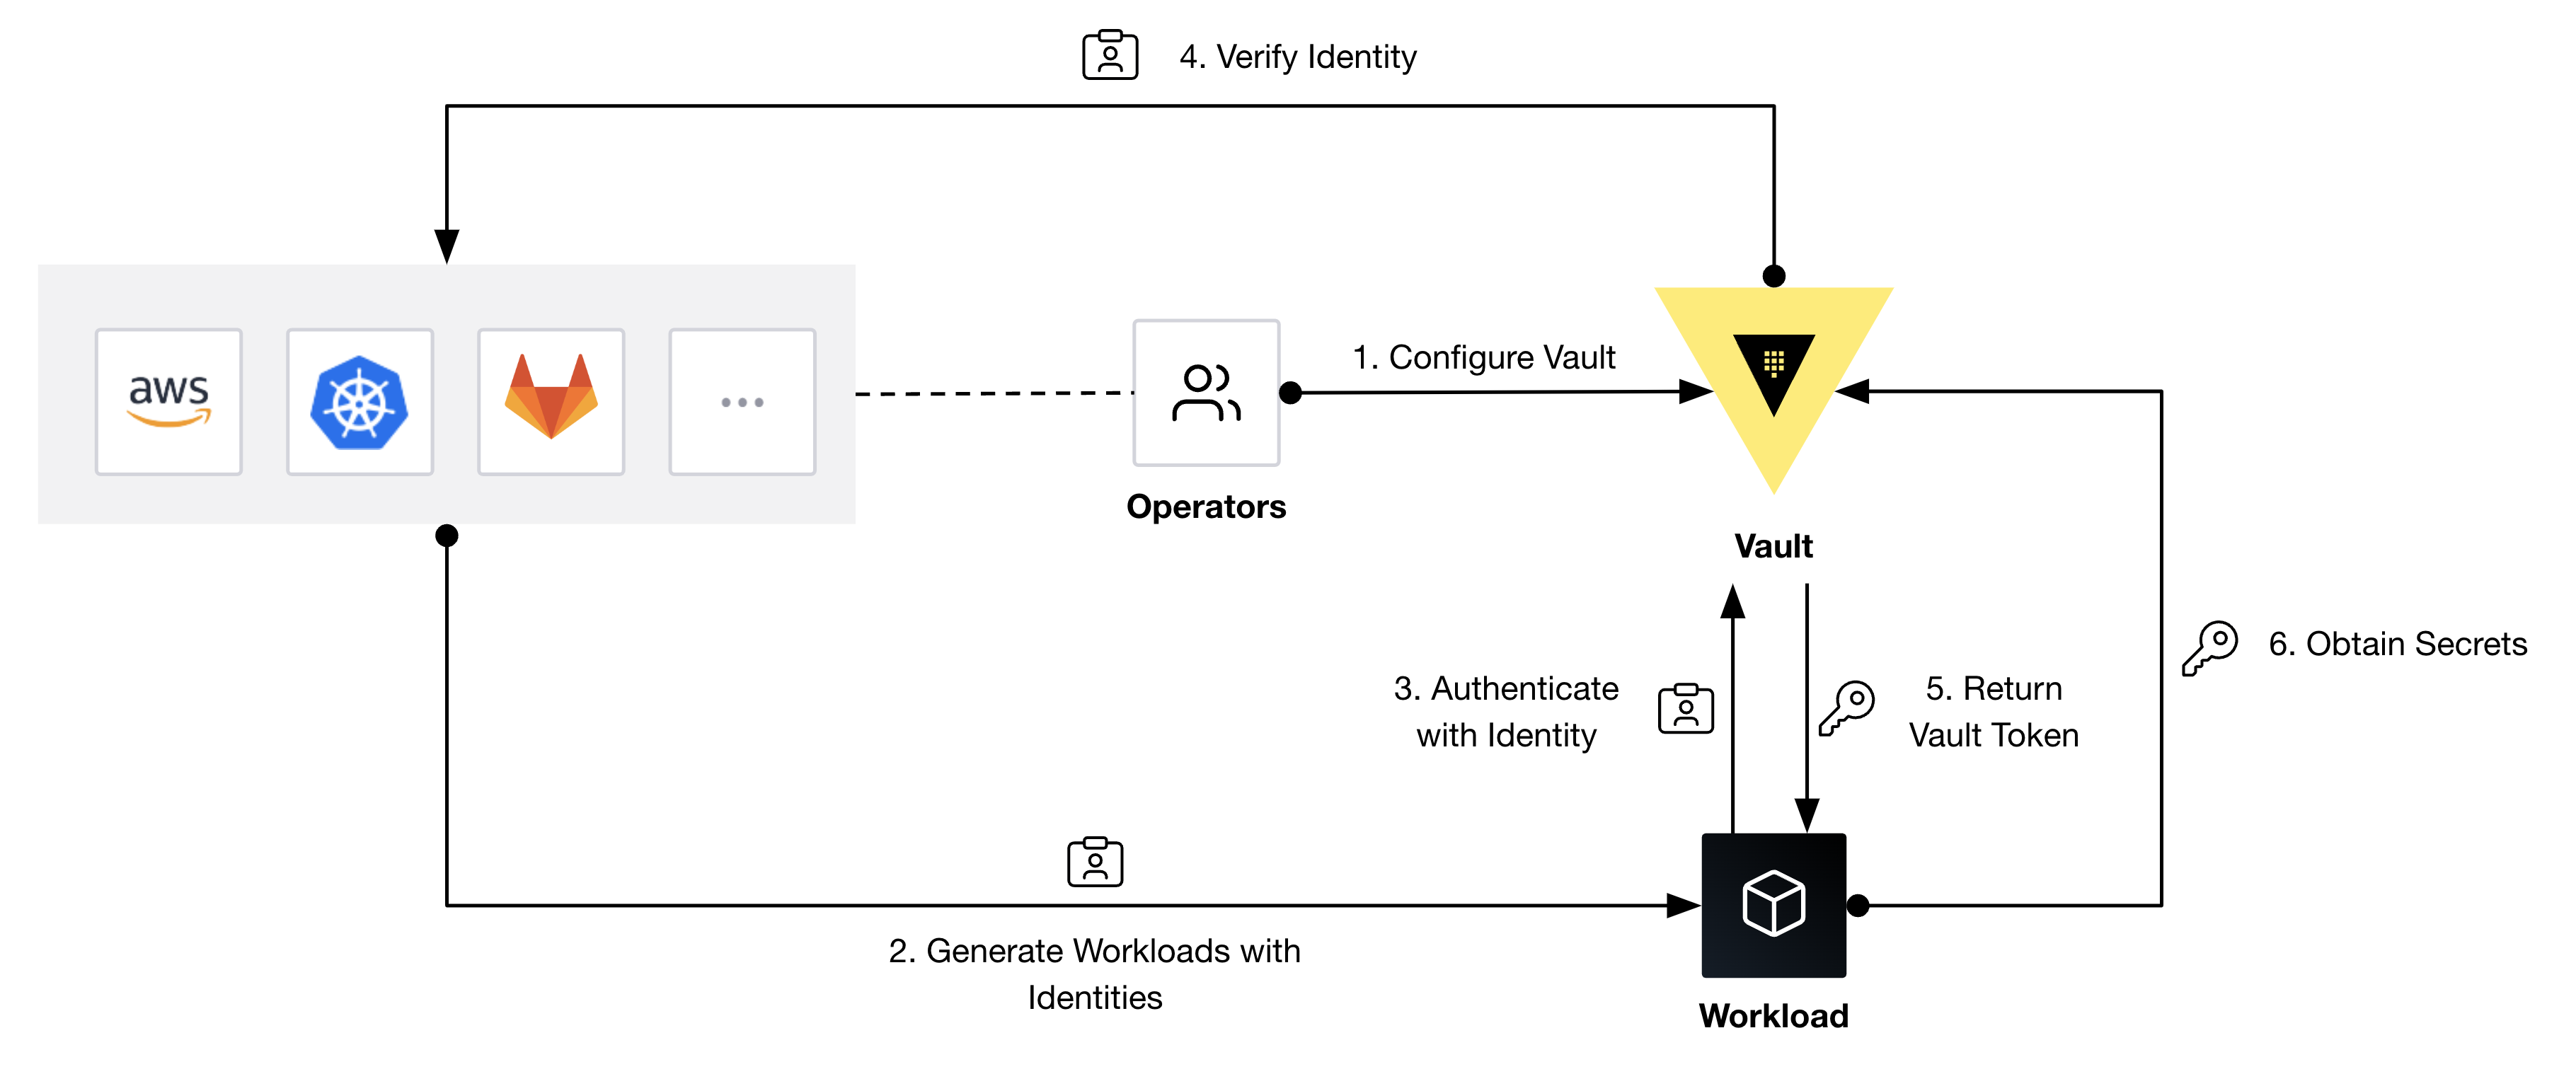 4. Verify Identity
aws
...
1. Configure Vault
Operators
Vault
3. Authenticate
with Identity
5. Return
Vault Token
6. Obtain Secrets
2. Generate Workloads with
Identities
Workload